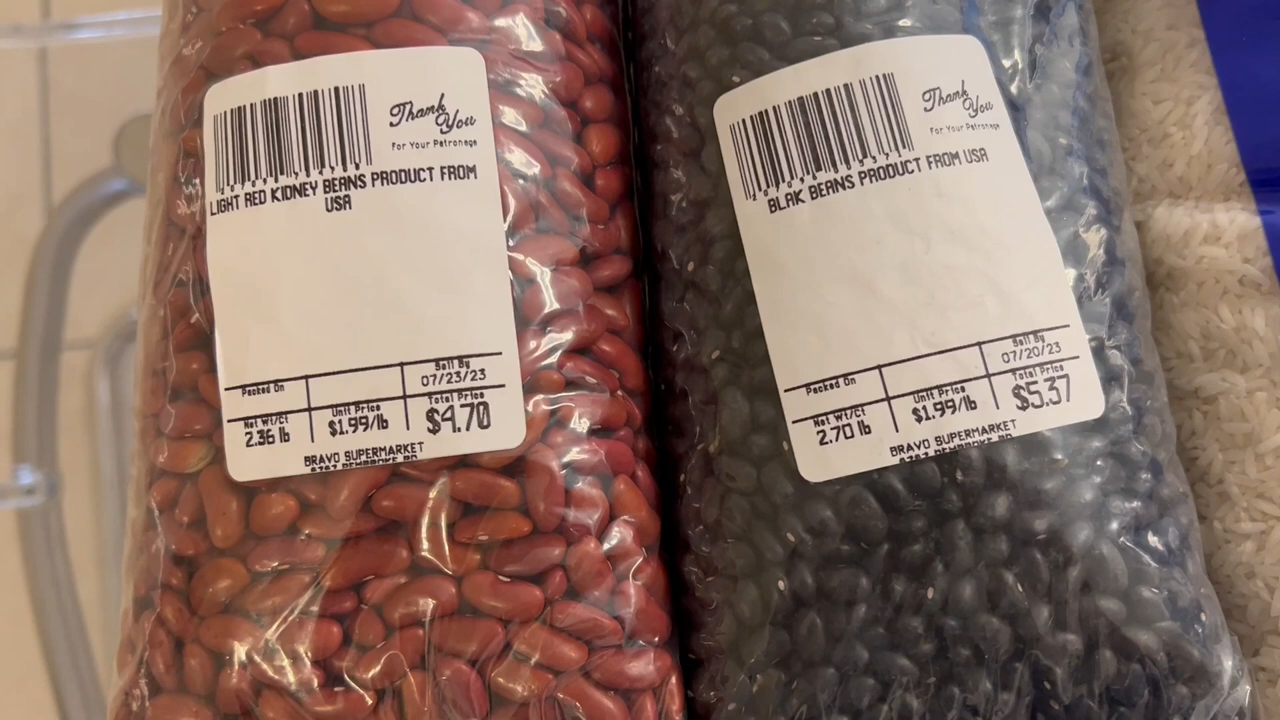 Thank
You
For Your Patronage
LIGHT RED KIDNEY BEANS PRODUCT FROM
USA
Packed On
Sell By
07/23/23
Net Wt/Ct
2.36 lb
Unit Price
$1.99/lb
Total Price
$4.70
BRAVO SUPERMARKET
Thank
You
For Your Patronage
BLAK BEANS PRODUCT FROM USA
Packed On
Sell By
07/20/23
Net Wt/Ct
2.70 lb
Unit Price
$1.99/lb
Total Price
$5.37
BRAVO SUPERMARKET